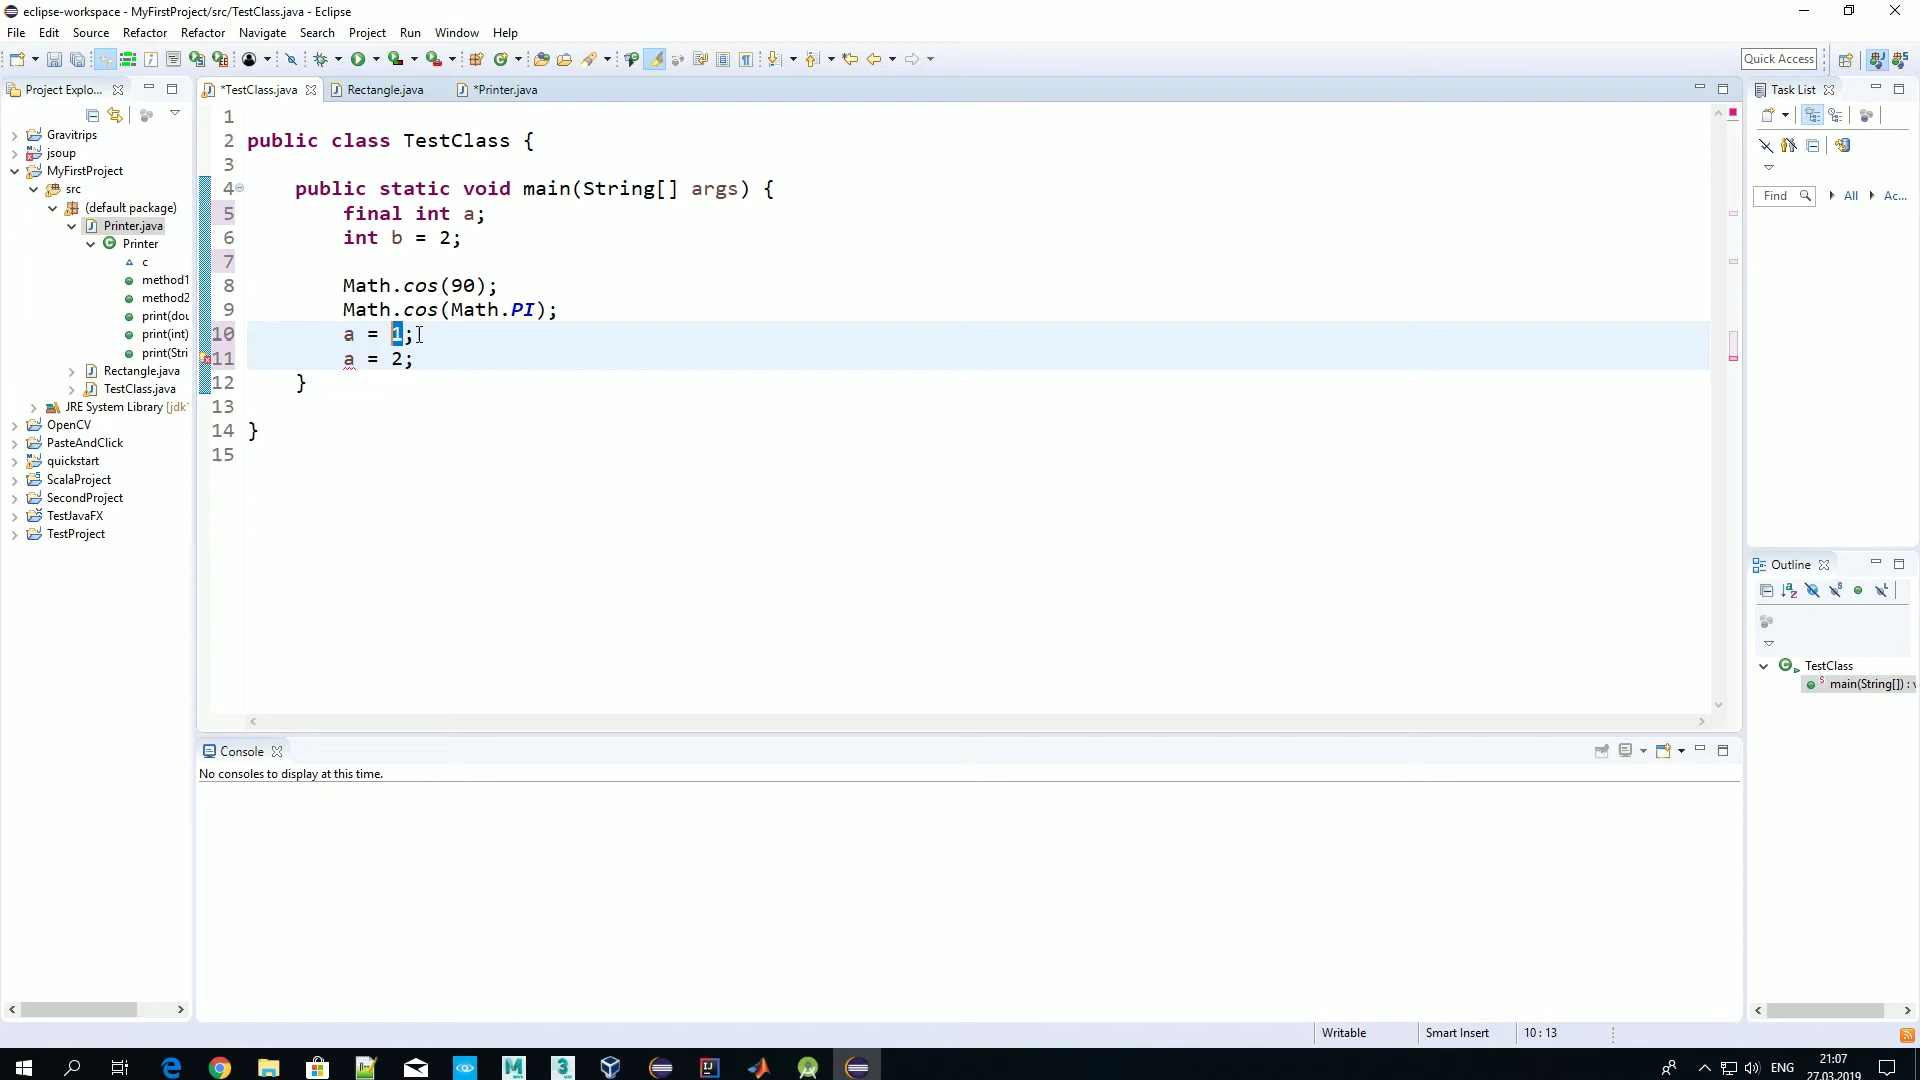 eclipse-workspace - MyFirstProject/src/TestClass.java - Eclipse
File Edit Source Refactor Refactor Navigate Search Project Run Window Help
Quick Access
Project Explo...
*TestClass.java
Rectangle.java
*Printer.java
Task List
Gravitrips
jsoup
MyFirstProject
src
(default package)
Printer.java
Printer
c
method1
method2
print(dou
print(int)
print(Stri
Rectangle.java
TestClass.java
JRE System Library [jdk1
OpenCV
PasteAndClick
quickstart
ScalaProject
SecondProject
TestJavaFX
TestProject
1
2 public class TestClass {
3
4 public static void main(String[] args) {
5 final int a;
6 int b = 2;
7
8 Math.cos(90);
9 Math.cos(Math.PI);
10 a = 1;
11 a = 2;
12 }
13
14 }
15
Find All Ac...
Outline
TestClass
main(String[]) : v
Console
No consoles to display at this time.
Writable Smart Insert 10 : 13
ENG
21:07
27.03.2019